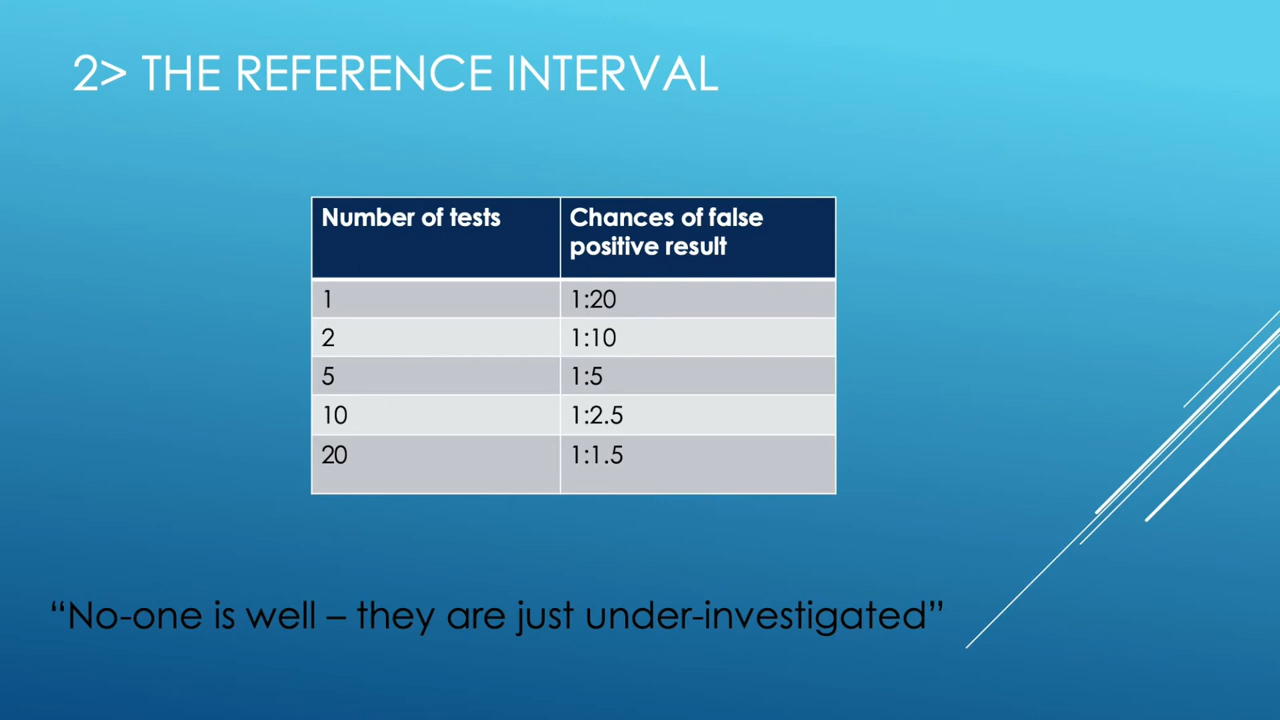 2> THE REFERENCE INTERVAL
Number of tests
Chances of false
positive result
1
1:20
2
1:10
5
1:5
10
1:2.5
20
1:1.5
“No-one is well – they are just under-investigated”